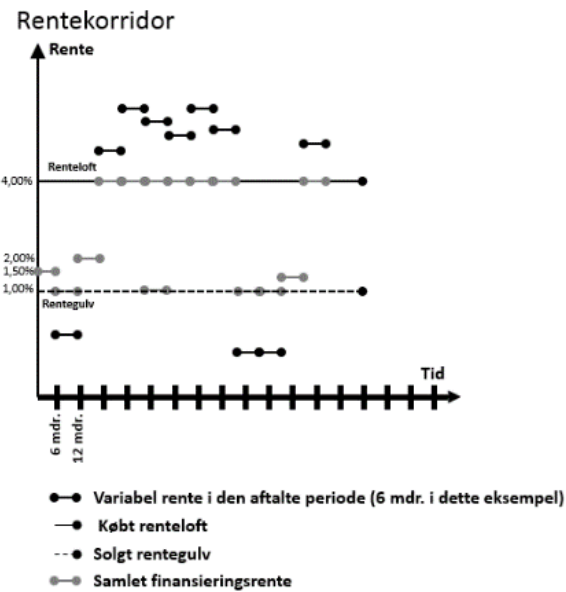 Rentekorridor
Rente
Renteloft
4,00%
2,00%
1,50%
1,00%
Rentegulv
Tid
6 mdr.
12 mdr.
Variabel rente i den aftalte periode (6 mdr. i dette eksempel)
Købt renteloft
Solgt rentegulv
Samlet finansieringsrente